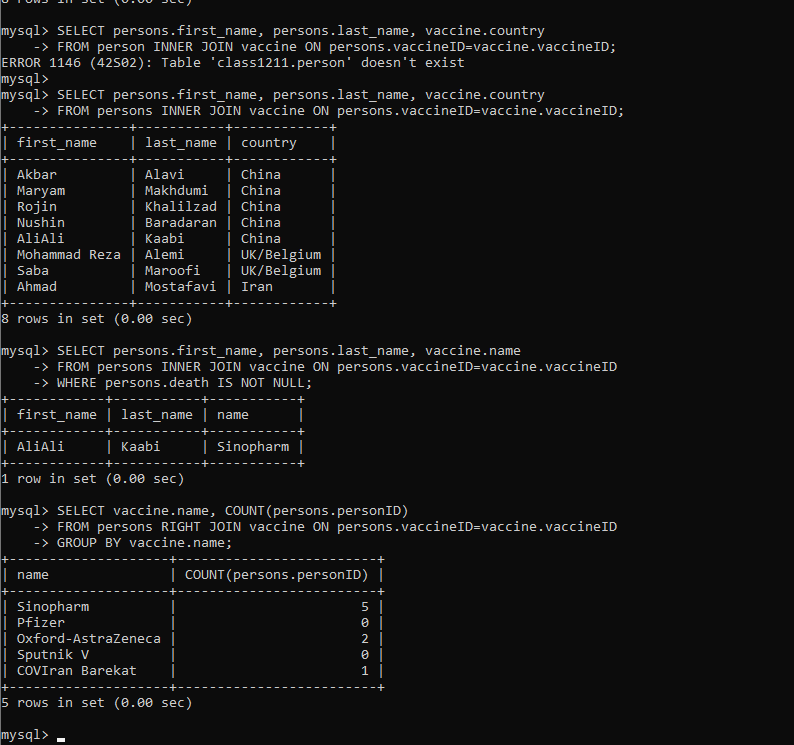 8 rows in set (0.00 sec)
mysql> SELECT persons.first_name, persons.last_name, vaccine.country
    -> FROM person INNER JOIN vaccine ON persons.vaccineID=vaccine.vaccineID;
ERROR 1146 (42S02): Table 'class1211.person' doesn't exist
mysql>
mysql> SELECT persons.first_name, persons.last_name, vaccine.country
    -> FROM persons INNER JOIN vaccine ON persons.vaccineID=vaccine.vaccineID;
+---------------+-----------+------------+
| first_name    | last_name | country    |
+---------------+-----------+------------+
| Akbar         | Alavi     | China      |
| Maryam        | Makhdumi  | China      |
| Rojin         | Khalilzad | China      |
| Nushin        | Baradaran | China      |
| AliAli        | Kaabi     | China      |
| Mohammad Reza | Alemi     | UK/Belgium |
| Saba          | Maroofi   | UK/Belgium |
| Ahmad         | Mostafavi | Iran       |
+---------------+-----------+------------+
8 rows in set (0.00 sec)
mysql> SELECT persons.first_name, persons.last_name, vaccine.name
    -> FROM persons INNER JOIN vaccine ON persons.vaccineID=vaccine.vaccineID
    -> WHERE persons.death IS NOT NULL;
+------------+-----------+-----------+
| first_name | last_name | name      |
+------------+-----------+-----------+
| AliAli     | Kaabi     | Sinopharm |
+------------+-----------+-----------+
1 row in set (0.00 sec)
mysql> SELECT vaccine.name, COUNT(persons.personID)
    -> FROM persons RIGHT JOIN vaccine ON persons.vaccineID=vaccine.vaccineID
    -> GROUP BY vaccine.name;
+--------------------+-------------------------+
| name               | COUNT(persons.personID) |
+--------------------+-------------------------+
| Sinopharm          |                       5 |
| Pfizer             |                       0 |
| Oxford-AstraZeneca |                       2 |
| Sputnik V          |                       0 |
| COVIran Barekat    |                       1 |
+--------------------+-------------------------+
5 rows in set (0.00 sec)
mysql>